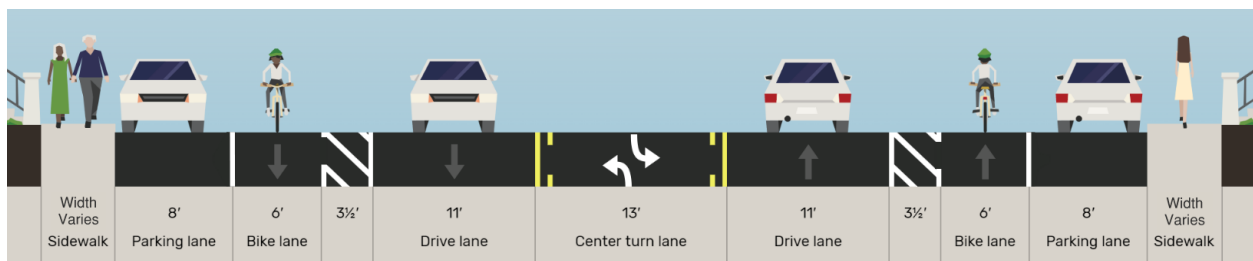 Width
Varies
Sidewalk
8'
Parking lane
6'
Bike lane
3½'
11'
Drive lane
13'
Center turn lane
11'
Drive lane
3½'
6'
Bike lane
8'
Parking lane
Width
Varies
Sidewalk